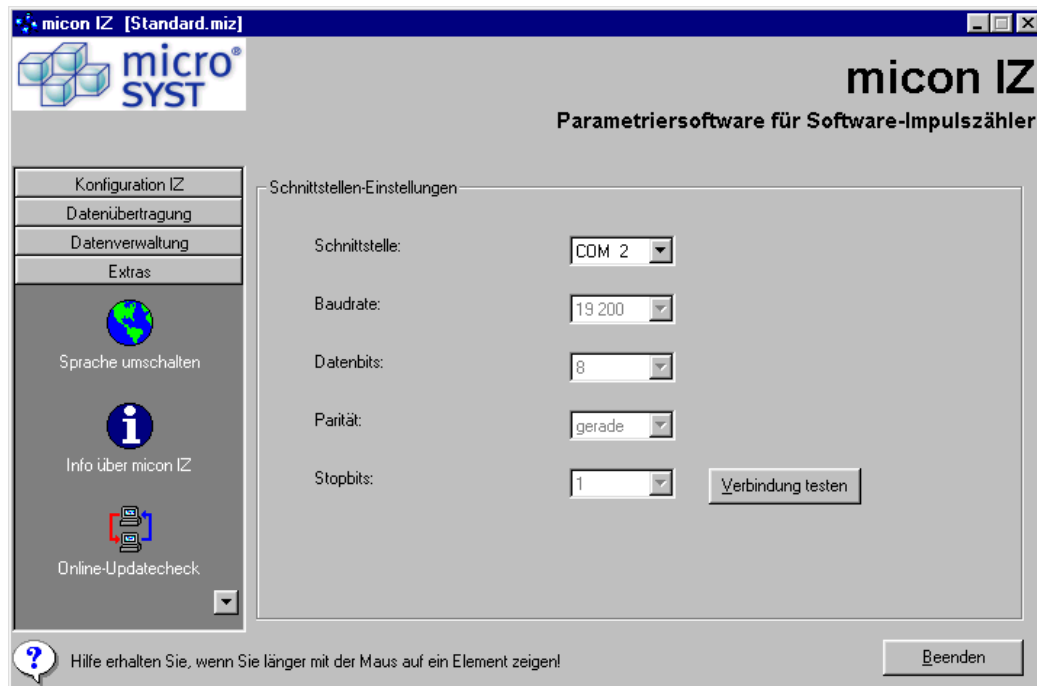 micon IZ [Standard.miz]
micro®
SYST
micon IZ
Parametriersoftware für Software-Impulszähler
Konfiguration IZ
Datenübertragung
Datenverwaltung
Extras
Sprache umschalten
Info über micon IZ
Online-Updatecheck
Schnittstellen-Einstellungen
Schnittstelle:
COM 2
Baudrate:
19 200
Datenbits:
8
Parität:
gerade
Stopbits:
1
Verbindung testen
Hilfe erhalten Sie, wenn Sie länger mit der Maus auf ein Element zeigen!
Beenden